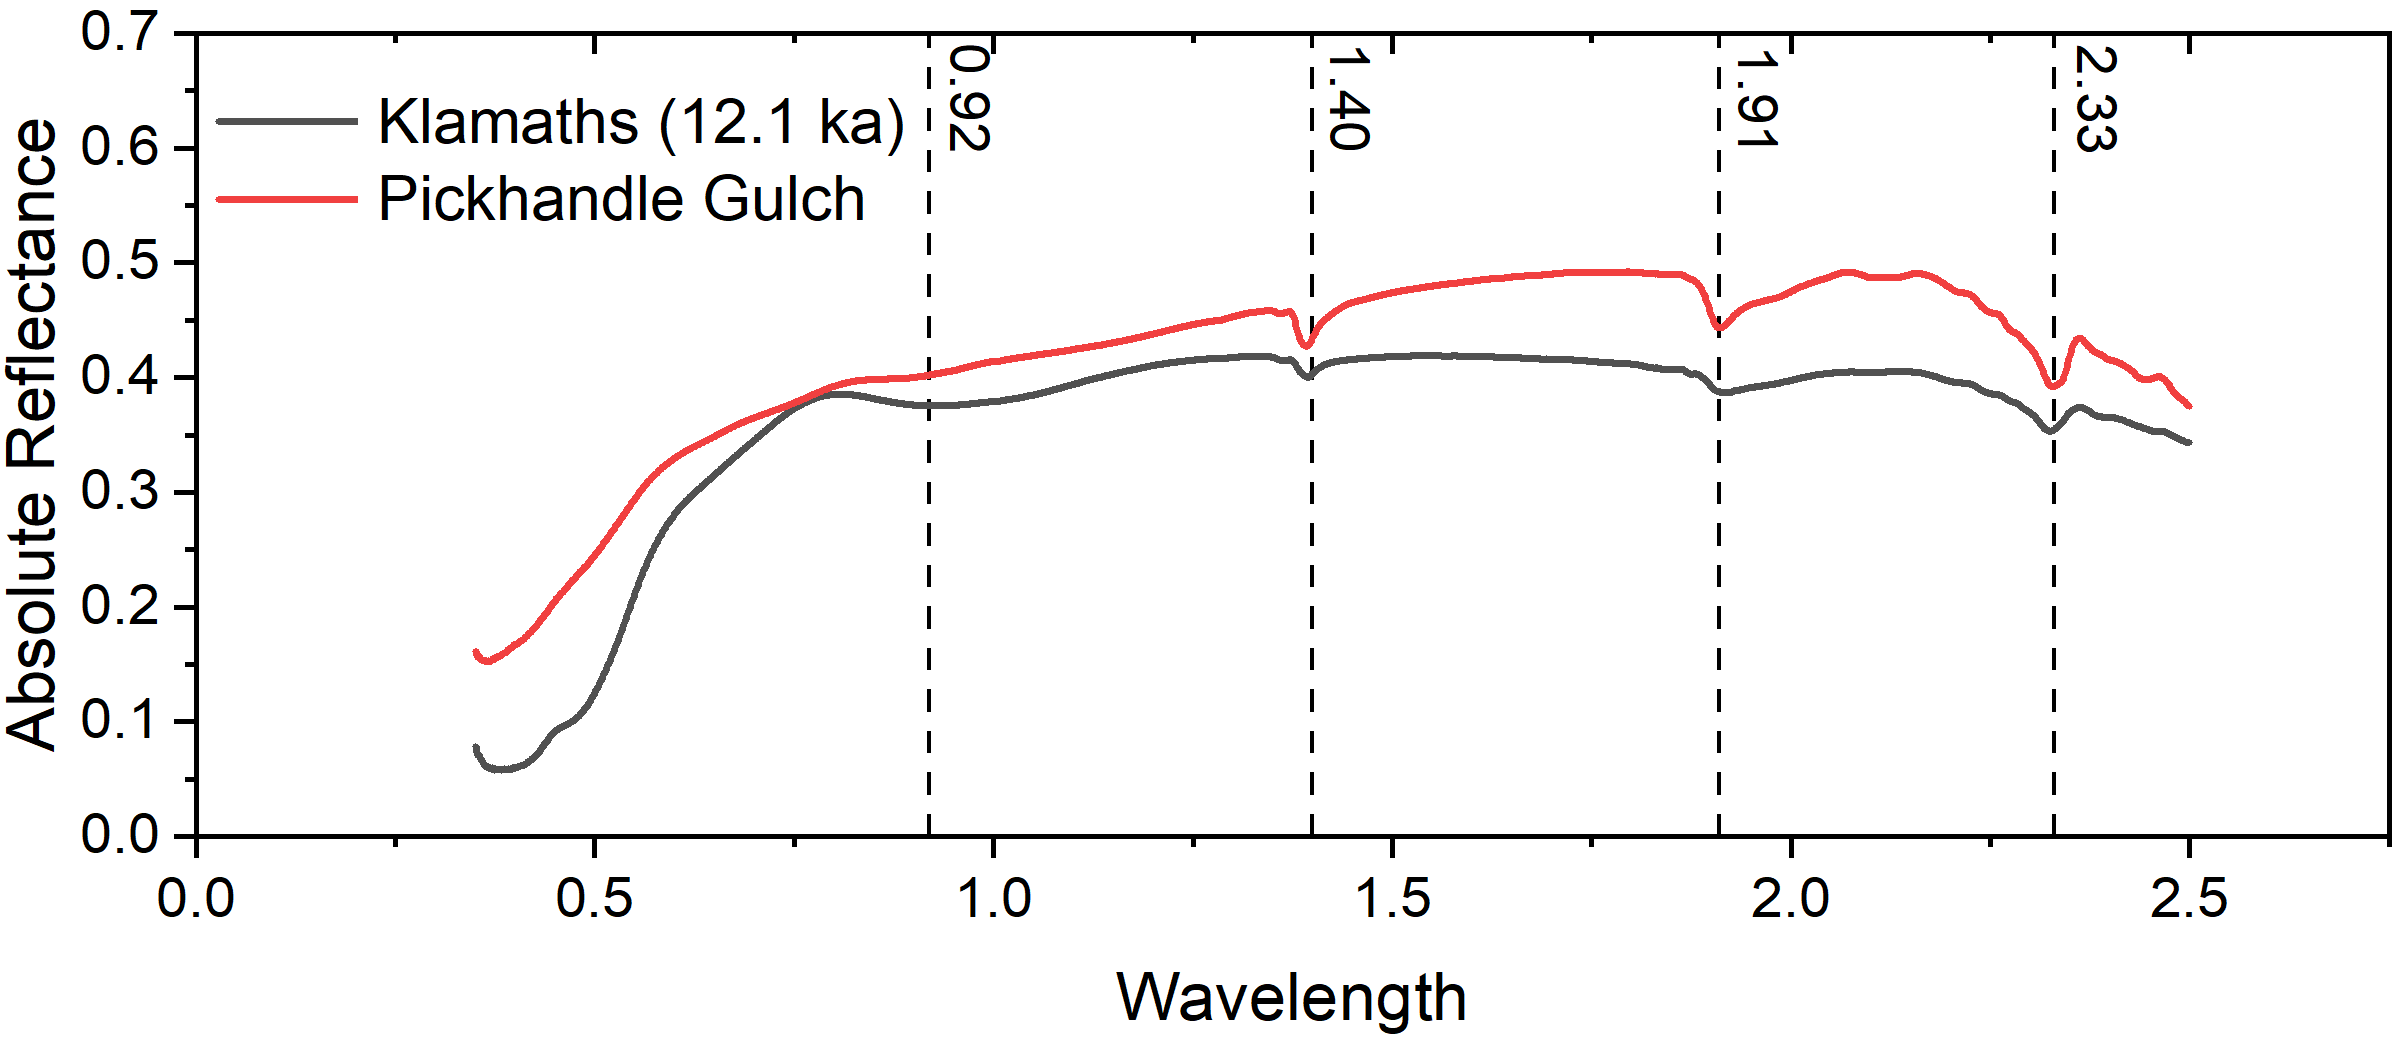 0.7
0.6
0.5
0.4
0.3
0.2
0.1
0.0
Absolute Reflectance
Klamaths (12.1 ka)
Pickhandle Gulch
0.92
1.40
1.91
2.33
0.0 0.5 1.0 1.5 2.0 2.5
Wavelength